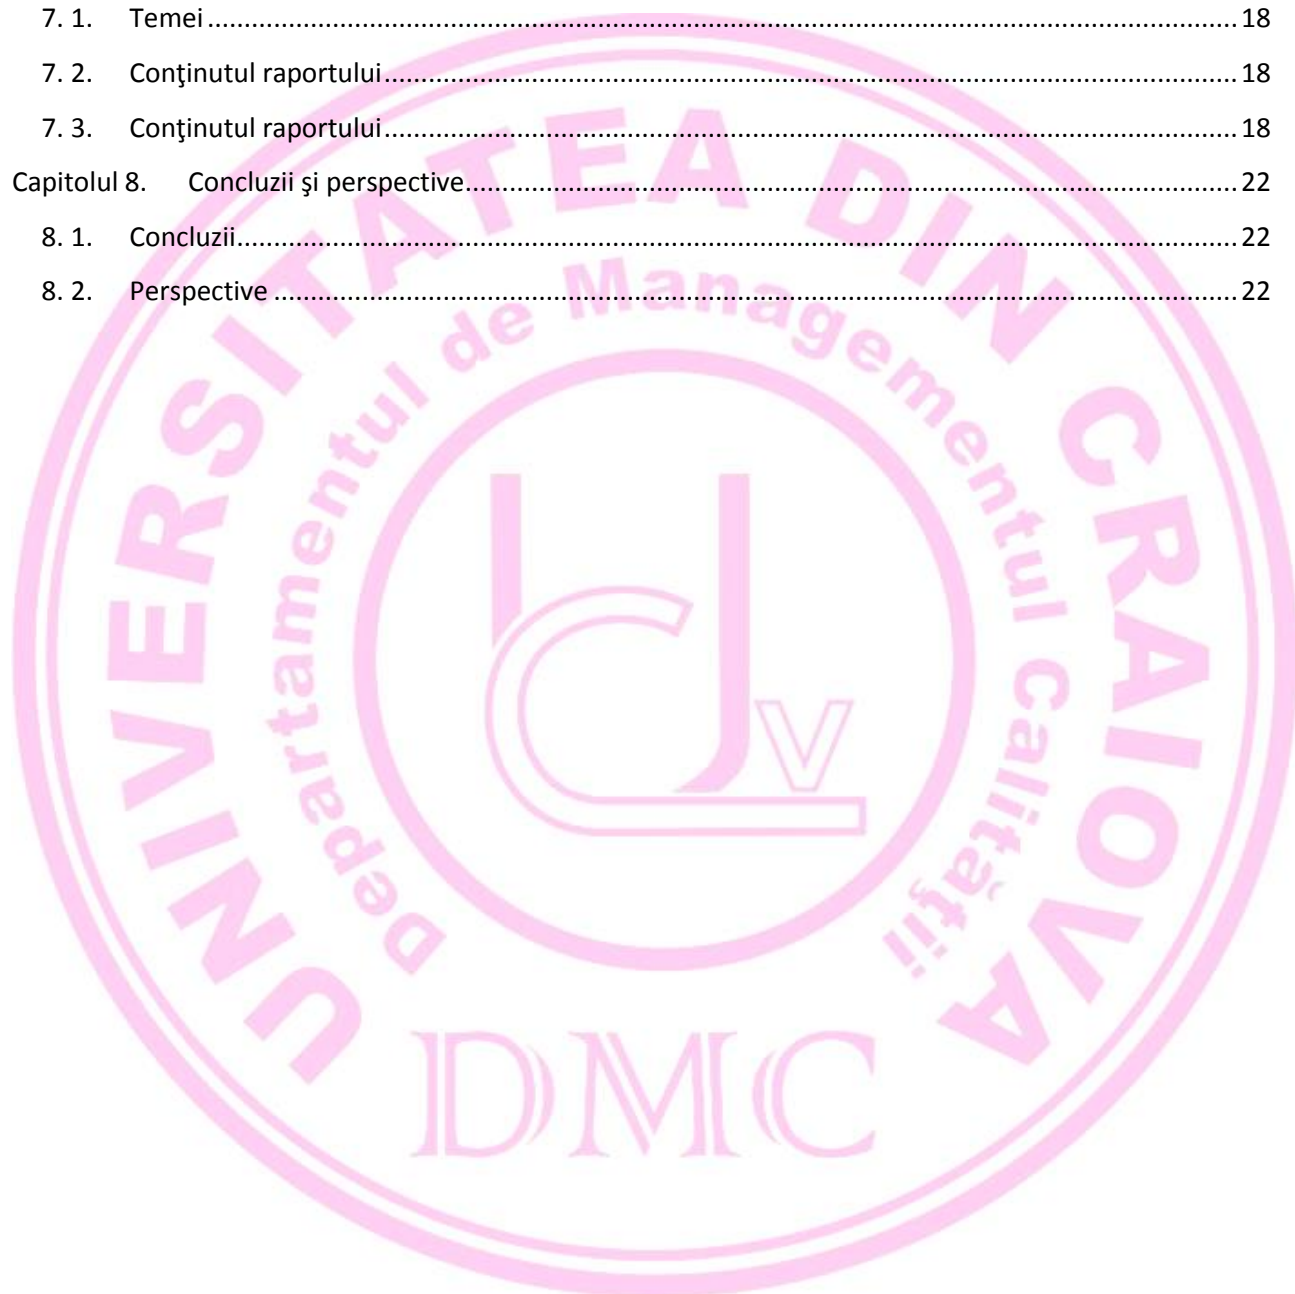 7. 1. Temei 18
7. 2. Conţinutul raportului 18
7. 3. Conţinutul raportului 18
Capitolul 8. Concluzii şi perspective 22
8. 1. Concluzii 22
8. 2. Perspective 22
UNIVERSITATEA DIN CRAIOVA
Departamentul de Managementul Calităţii
UCv
DMC